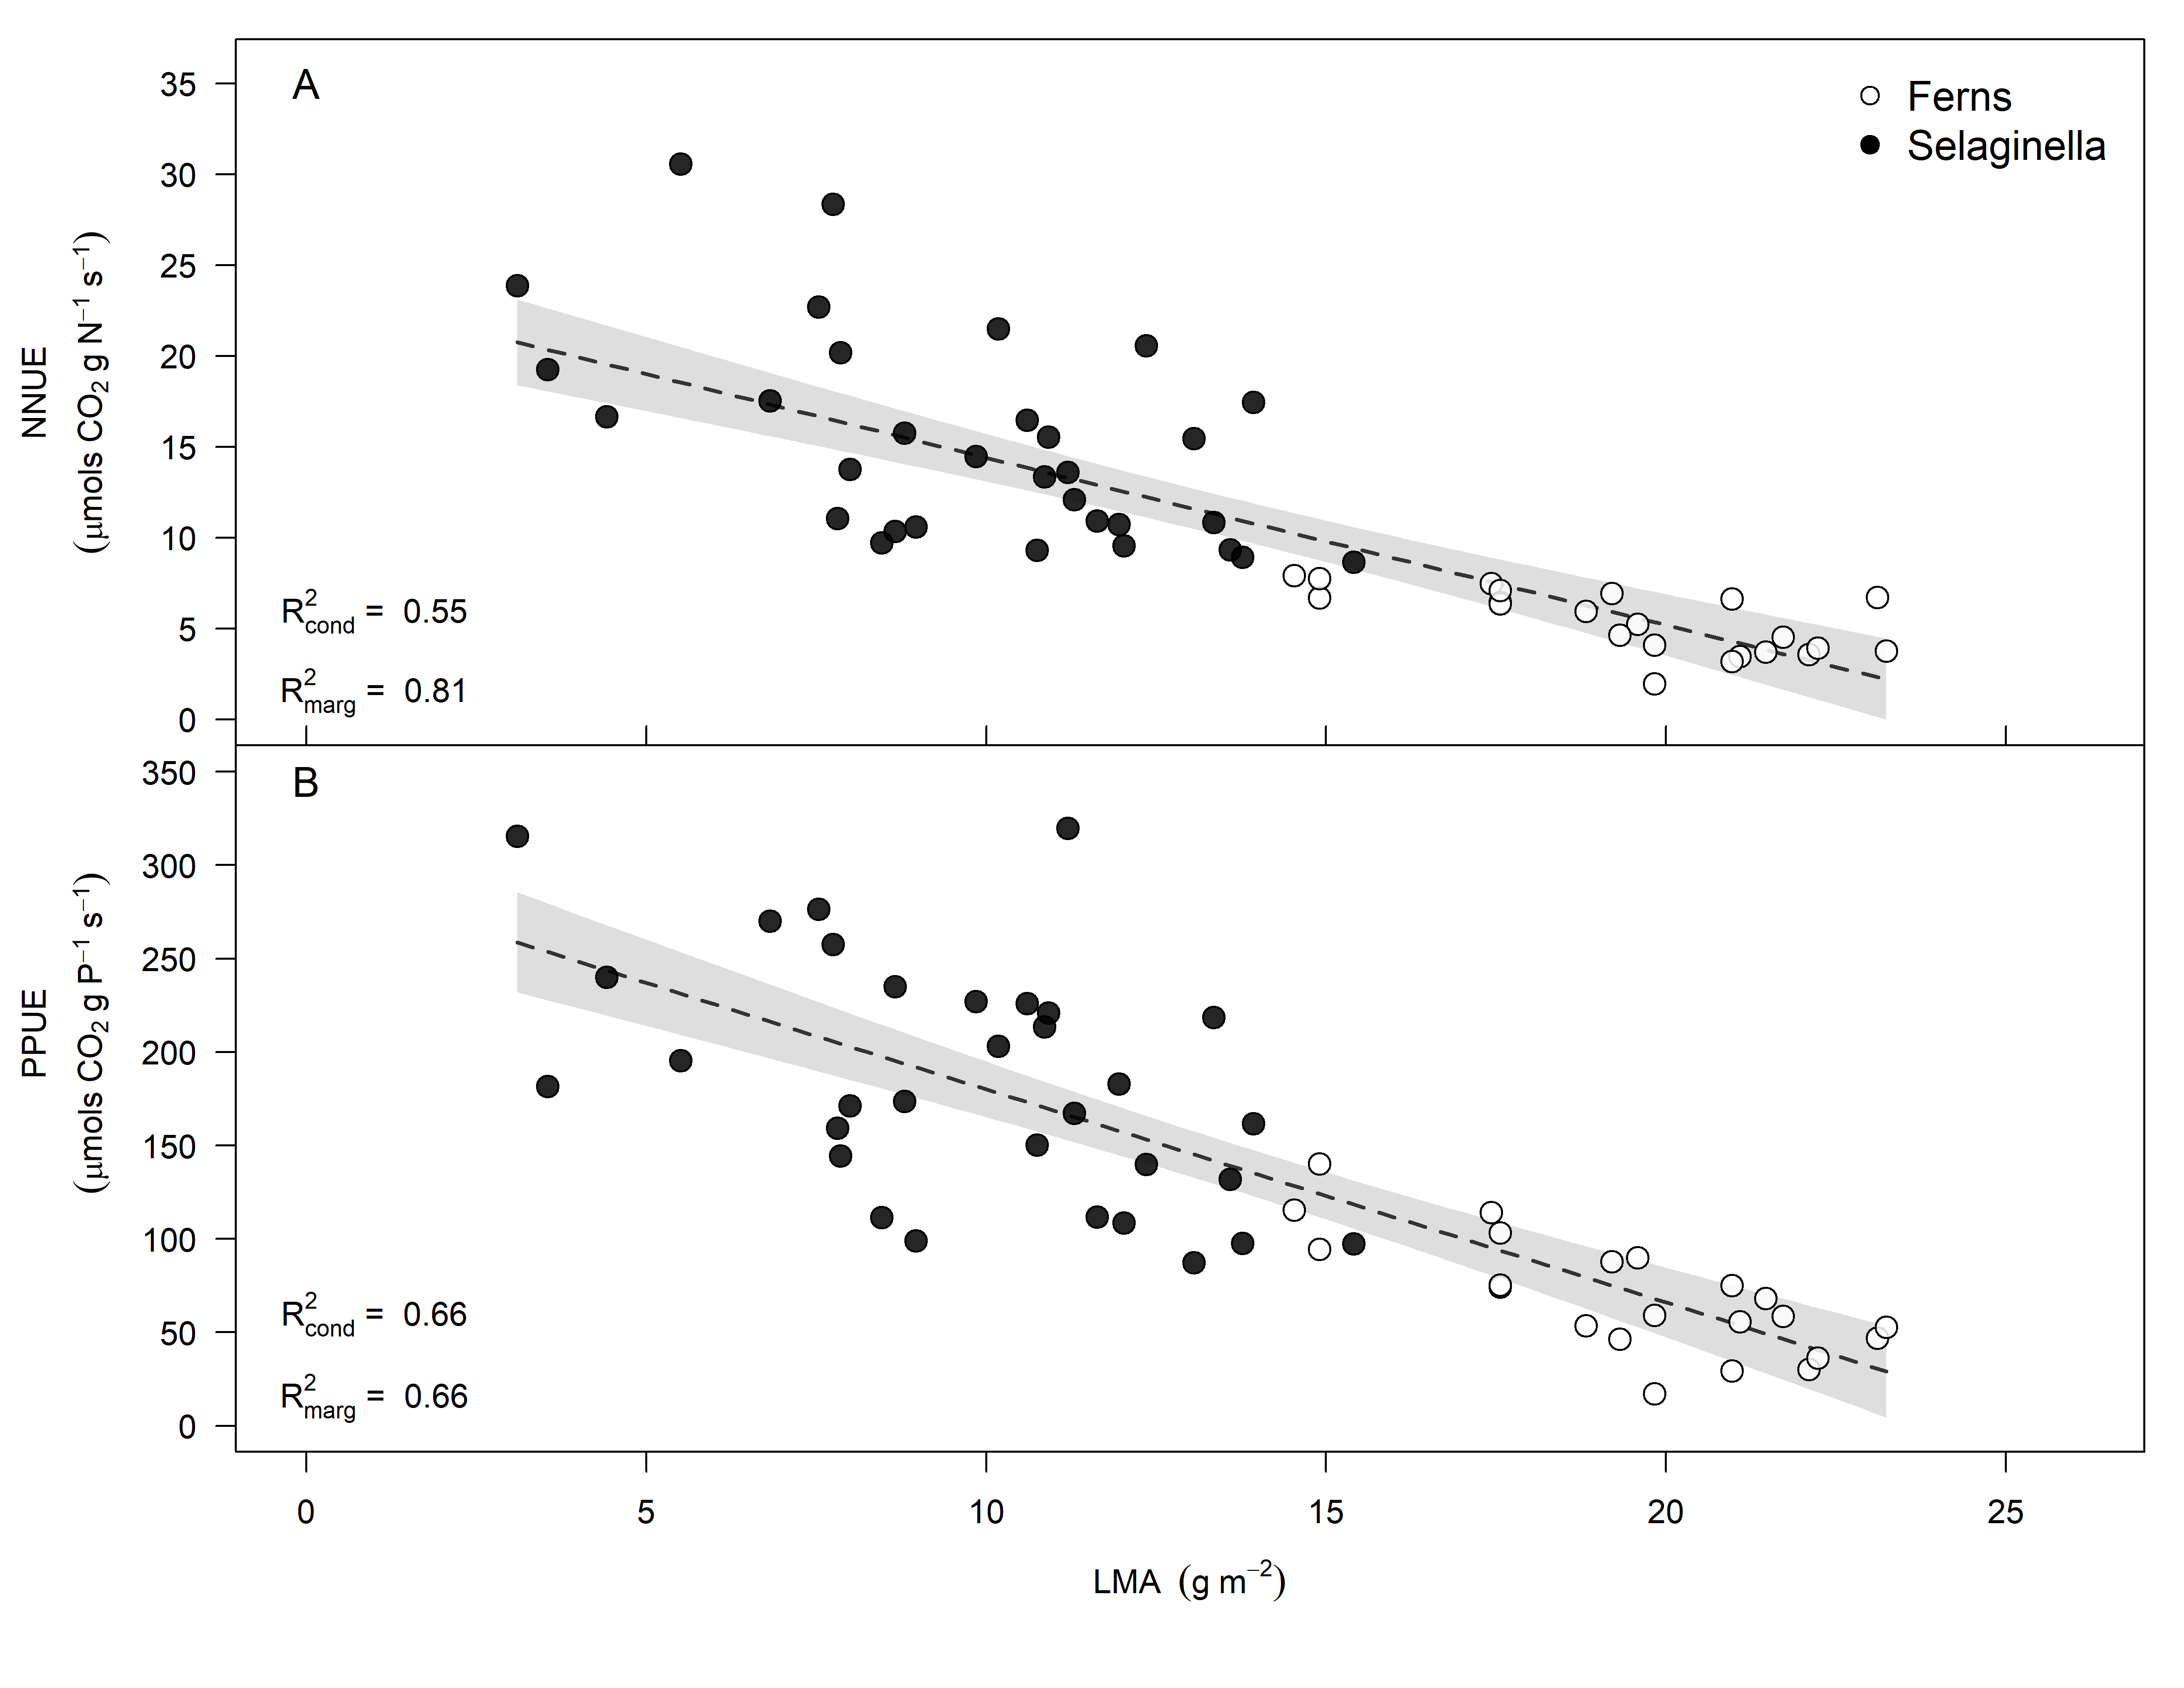 A
Ferns
Selaginella
35
30
25
20
15
10
5
0
NNUE
(μmols CO₂ g N⁻¹ s⁻¹)
R²cond = 0.55
R²marg = 0.81
B
350
300
250
200
150
100
50
0
PPUE
(μmols CO₂ g P⁻¹ s⁻¹)
R²cond = 0.66
R²marg = 0.66
0 5 10 15 20 25
LMA (g m⁻²)